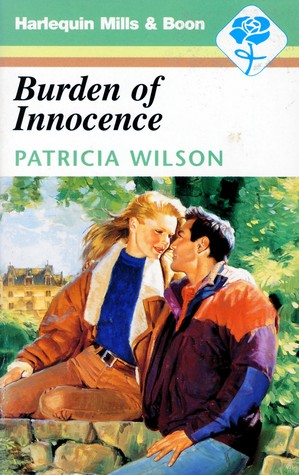 Harlequin Mills & Boon
Burden of
Innocence
PATRICIA WILSON